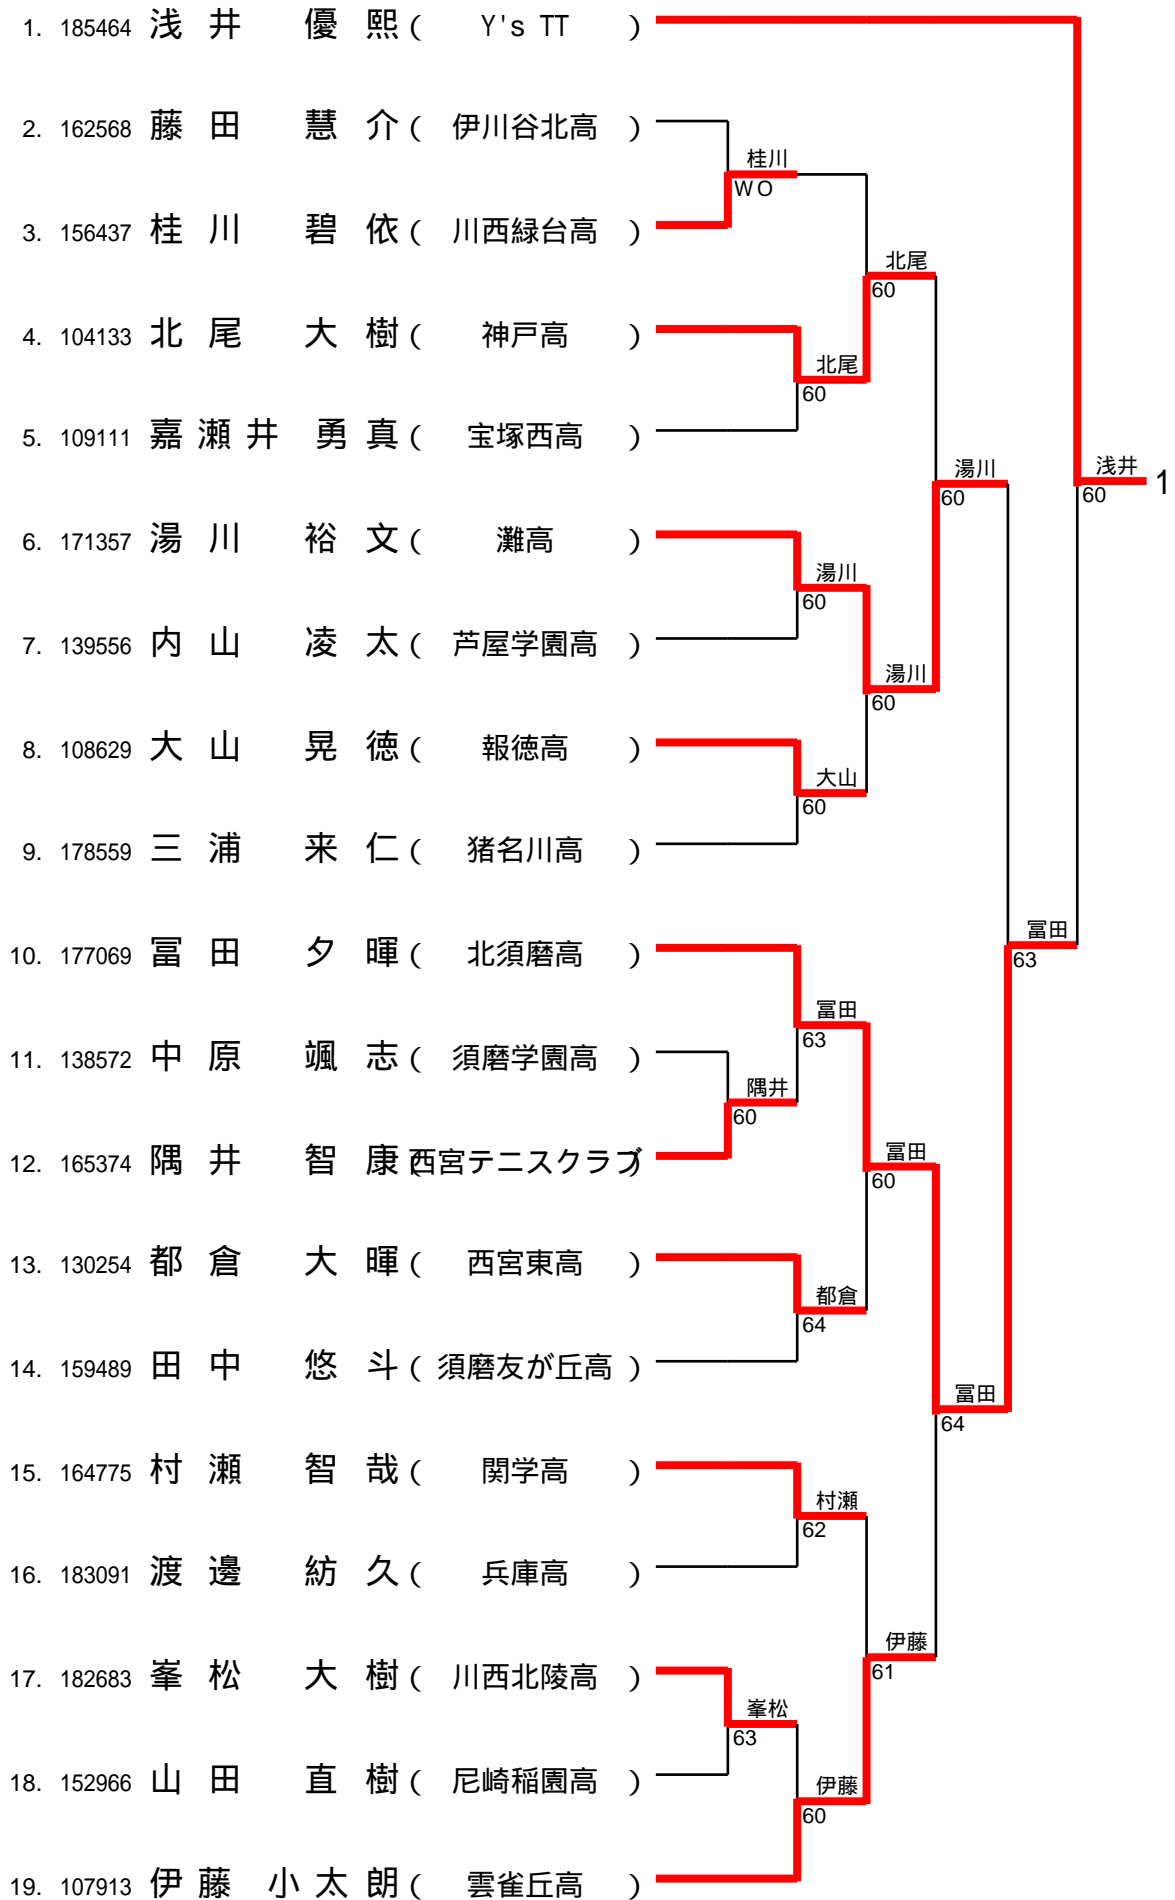 1. 185464 浅井 優熙 ( Y's TT )
2. 162568 藤田 慧介 ( 伊川谷北高 )
桂川
WO
3. 156437 桂川 碧依 ( 川西緑台高 )
北尾
60
4. 104133 北尾 大樹 ( 神戸高 )
北尾
60
5. 109111 嘉瀬井 勇真 ( 宝塚西高 )
湯川
60
浅井
60
1
6. 171357 湯川 裕文 ( 灘高 )
湯川
60
7. 139556 内山 凌太 ( 芦屋学園高 )
湯川
60
8. 108629 大山 晃徳 ( 報徳高 )
大山
60
9. 178559 三浦 来仁 ( 猪名川高 )
10. 177069 冨田 夕暉 ( 北須磨高 )
冨田
63
冨田
63
11. 138572 中原 颯志 ( 須磨学園高 )
隅井
60
12. 165374 隅井 智康 ( 西宮テニスクラブ )
冨田
60
13. 130254 都倉 大暉 ( 西宮東高 )
都倉
64
14. 159489 田中 悠斗 ( 須磨友が丘高 )
冨田
64
15. 164775 村瀬 智哉 ( 関学高 )
村瀬
62
16. 183091 渡邊 紡久 ( 兵庫高 )
伊藤
61
17. 182683 峯松 大樹 ( 川西北陵高 )
峯松
63
18. 152966 山田 直樹 ( 尼崎稲園高 )
伊藤
60
19. 107913 伊藤 小太朗 ( 雲雀丘高 )